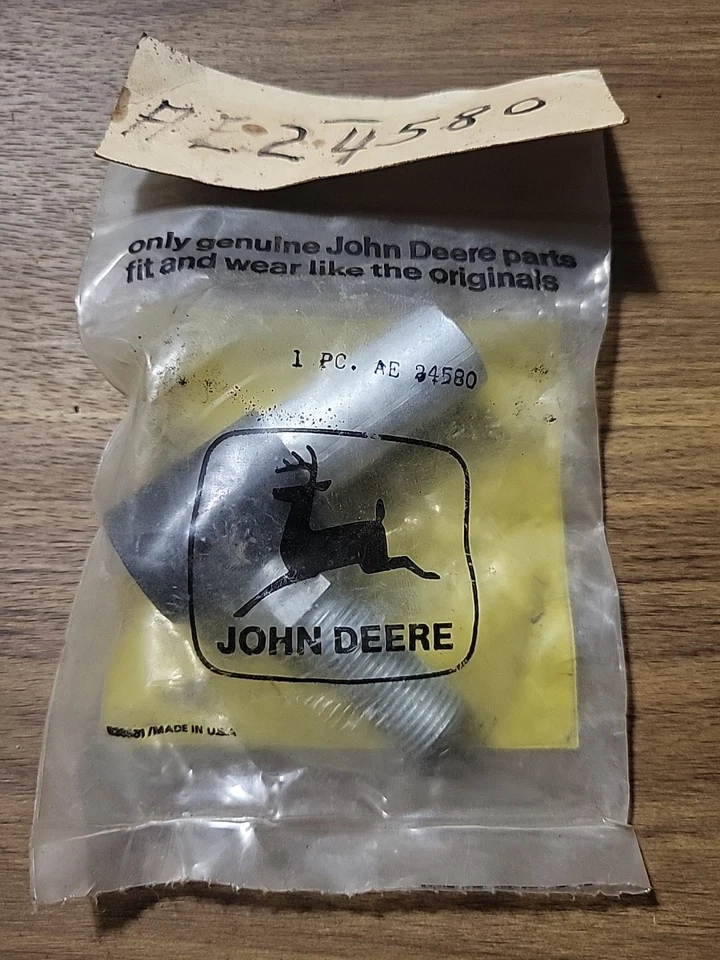 AE24580
only genuine John Deere parts
fit and wear like the originals
1 PC. AE 24580
JOHN DEERE
/MADE IN U.S.A